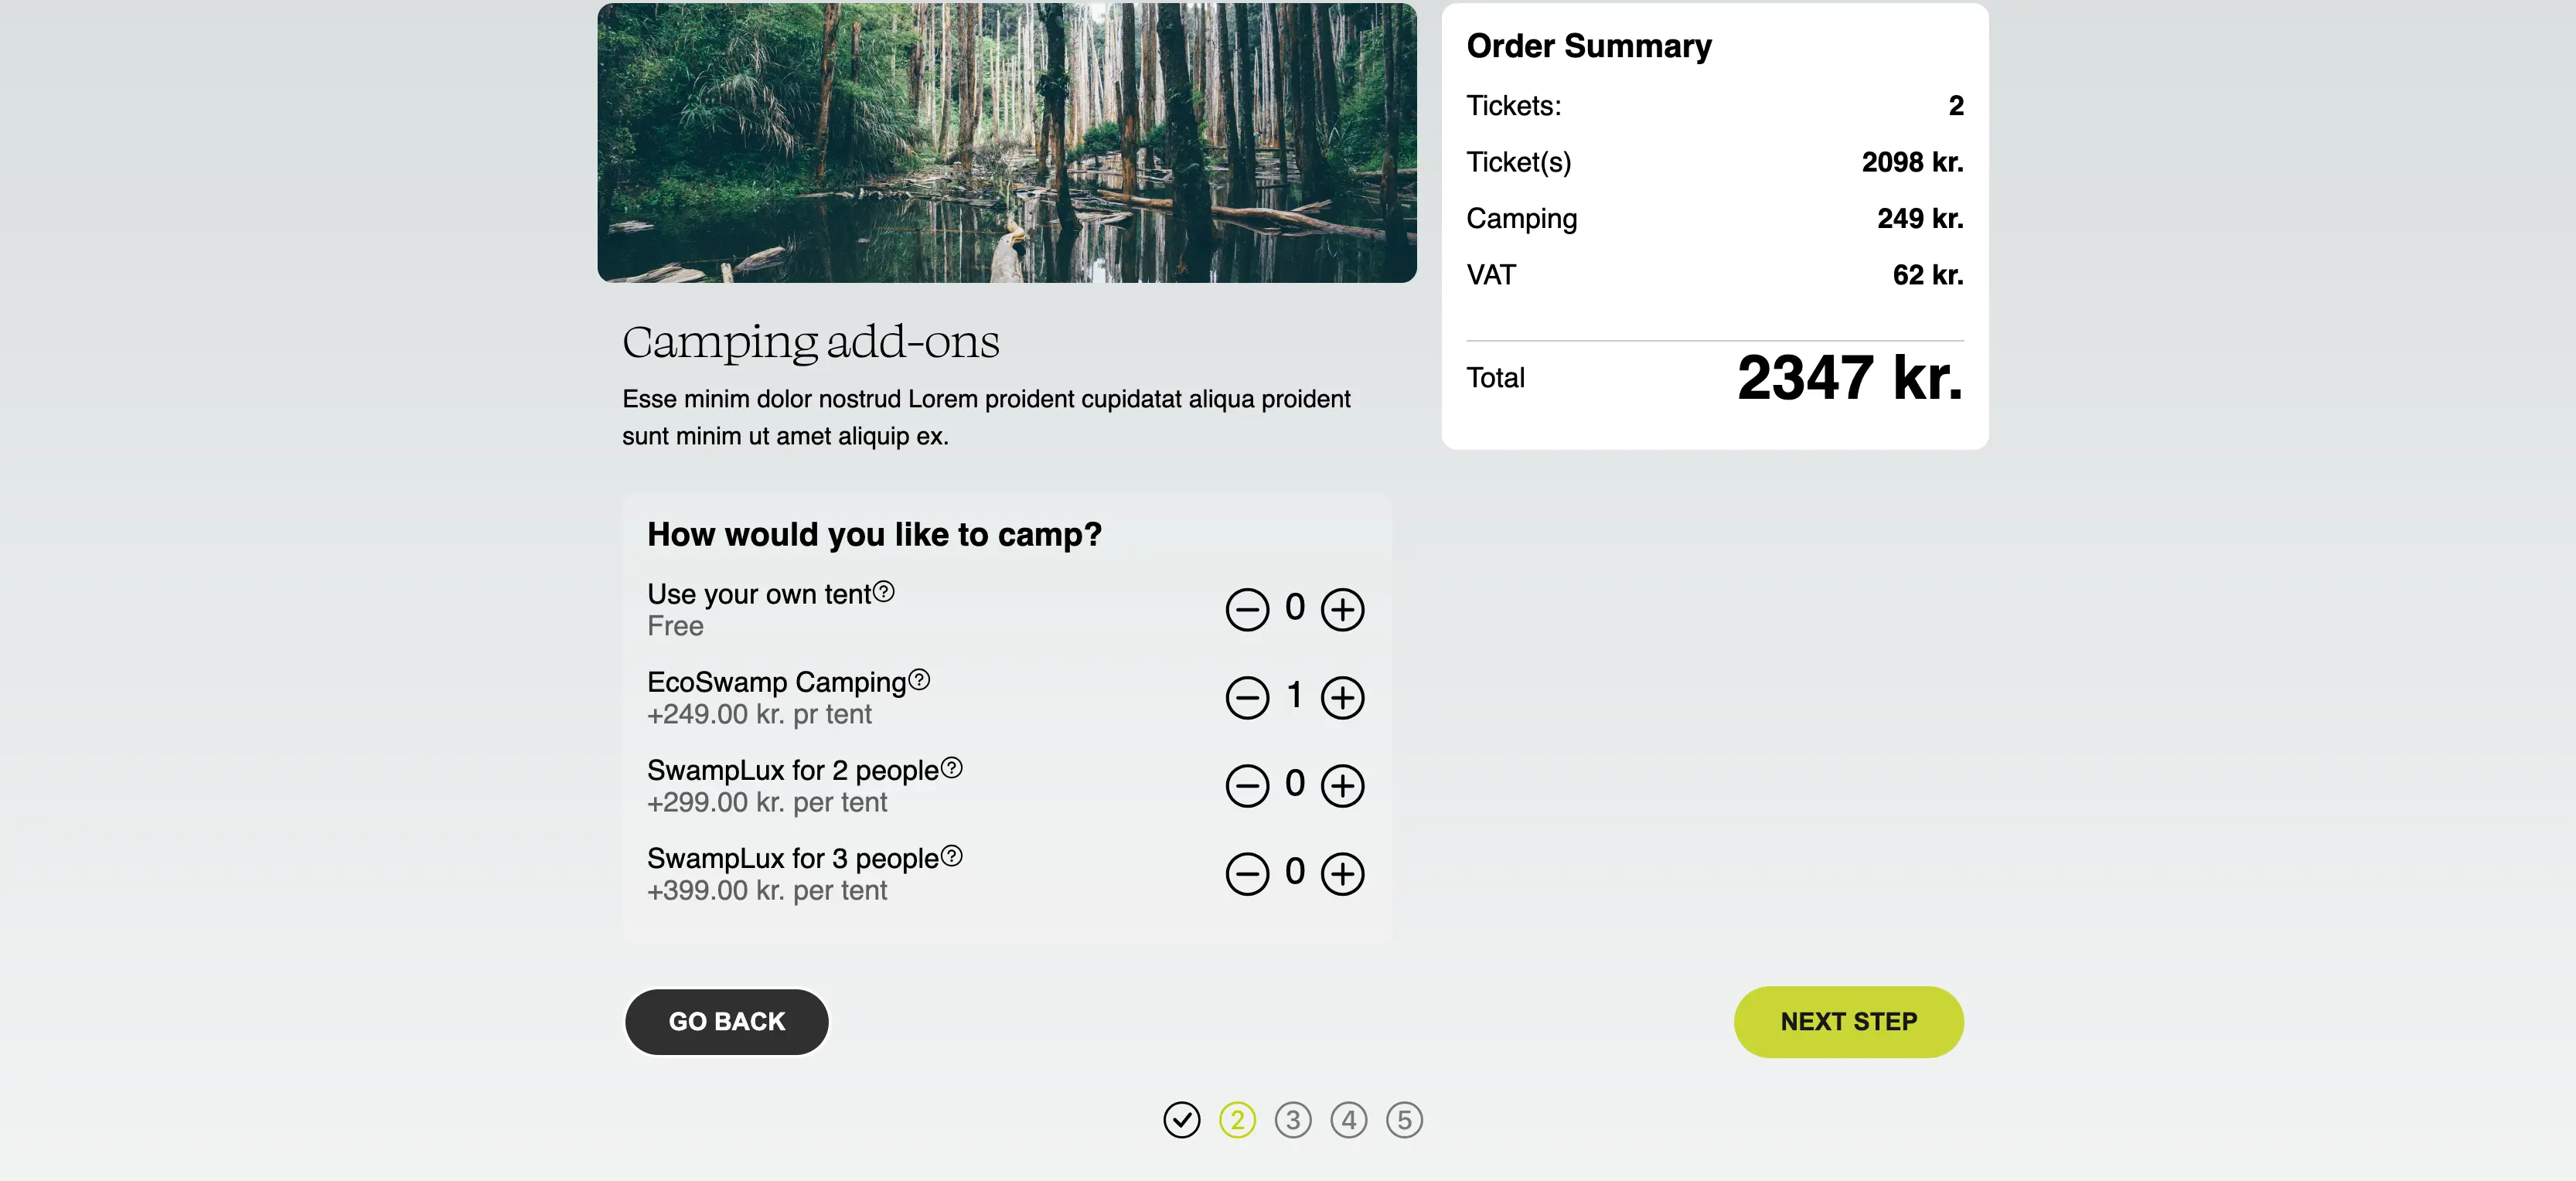 Order Summary
Tickets: 2
Ticket(s) 2098 kr.
Camping 249 kr.
VAT 62 kr.
Total 2347 kr.
Camping add-ons
Esse minim dolor nostrud Lorem proident cupidatat aliqua proident
sunt minim ut amet aliquip ex.
How would you like to camp?
Use your own tent?
Free
0
EcoSwamp Camping?
+249.00 kr. pr tent
1
SwampLux for 2 people?
+299.00 kr. per tent
0
SwampLux for 3 people?
+399.00 kr. per tent
0
GO BACK
NEXT STEP
2 3 4 5